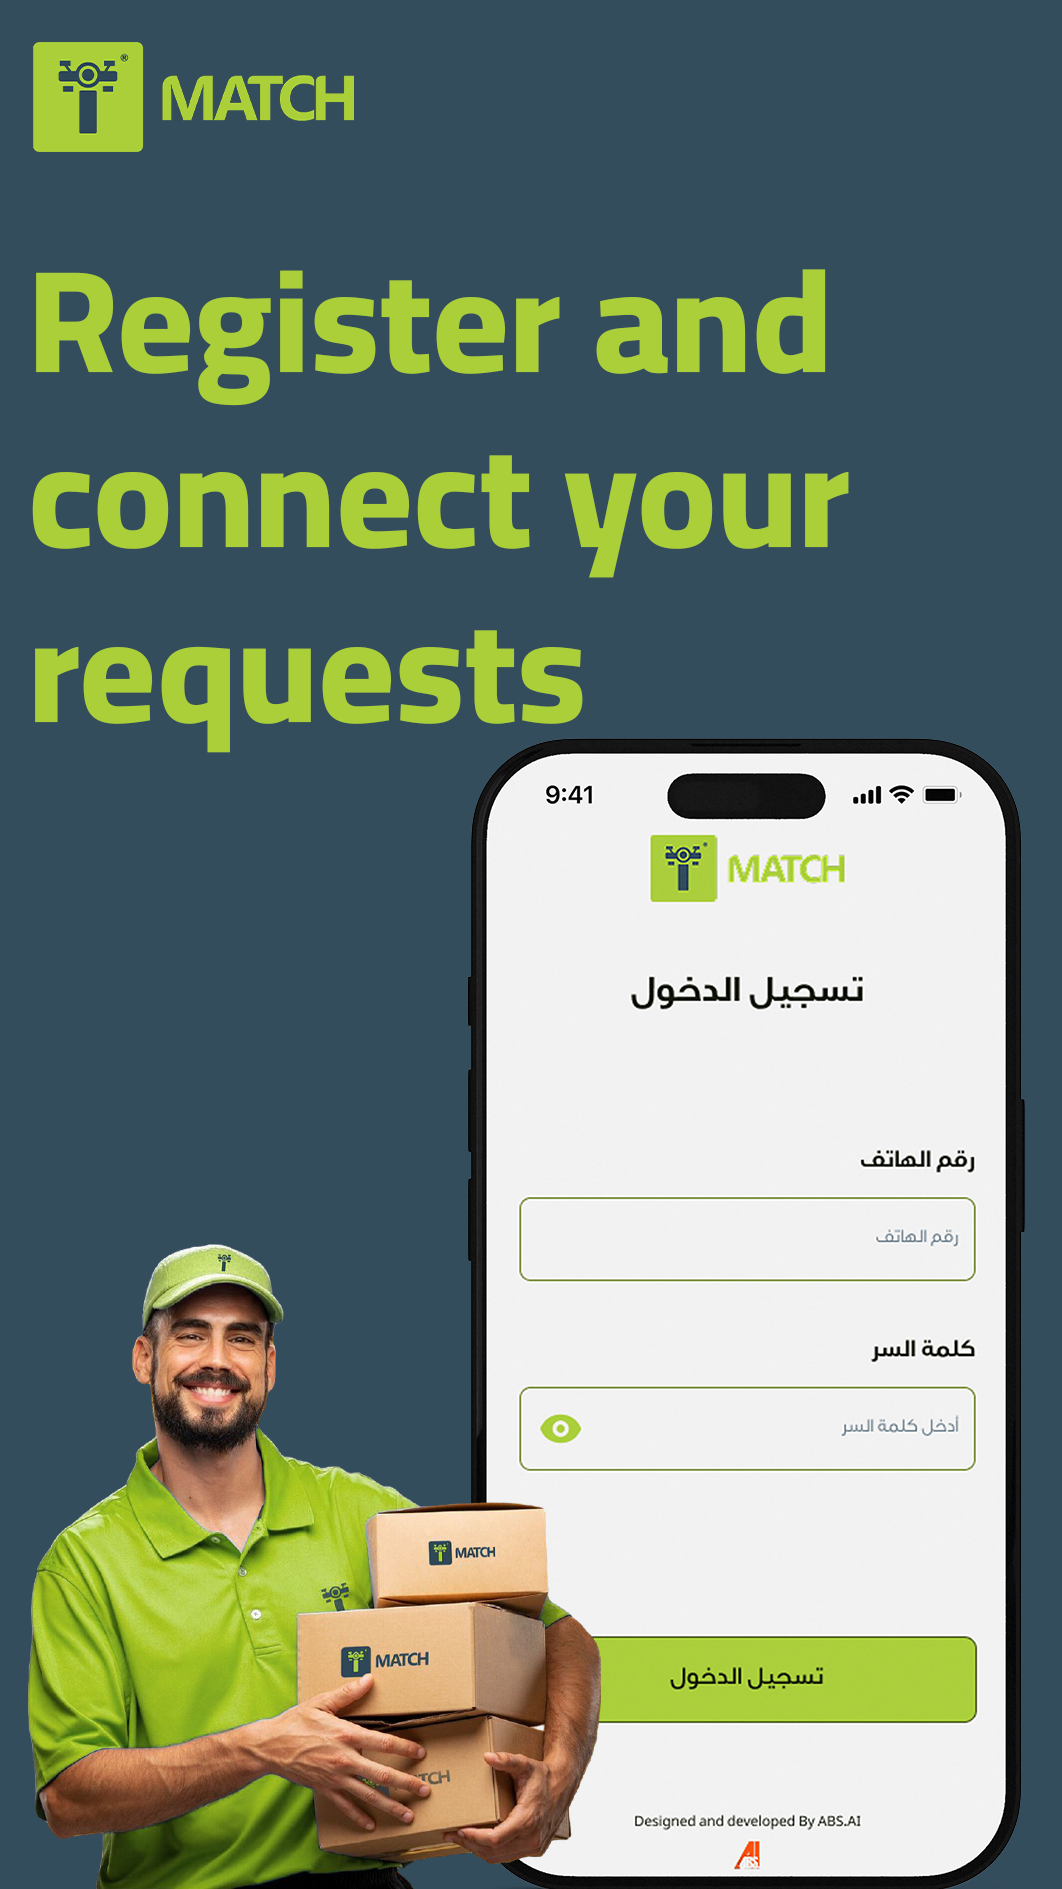 ® MATCH
Register and
connect your
requests
9:41
MATCH
تسجيل الدخول
رقم الهاتف
رقم الهاتف
كلمة السر
أدخل كلمة السر
تسجيل الدخول
Designed and developed By ABS.AI
MATCH
MATCH